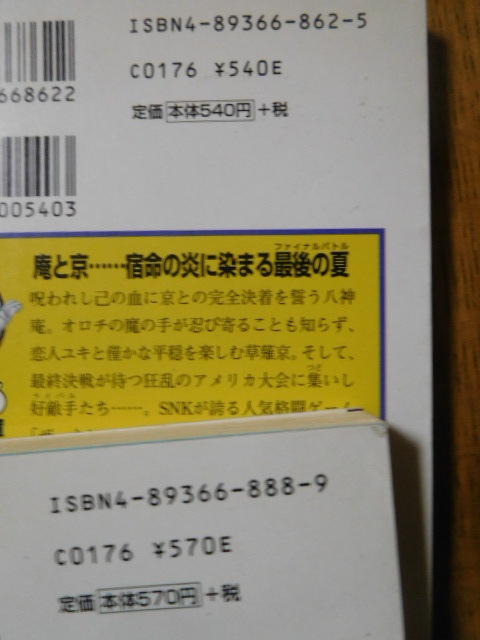 ISBN4-89366-862-5
C0176 ¥540E
668622
定価 本体540円 +税
005403
ファイナルバトル
庵と京……宿命の炎に染まる最後の夏
呪われし己の血に京との完全決着を誓う八神
庵。オロチの魔の手が忍び寄ることも知らず、
恋人ユキと僅かな平穏を楽しむ草薙京。そして、
つど
最終決戦が待つ狂乱のアメリカ大会に集いし
ライバル
好敵手たち……。SNKが誇る人気格闘ゲーム
ISBN4-89366-888-9
C0176 ¥570E
定価 本体570円 +税